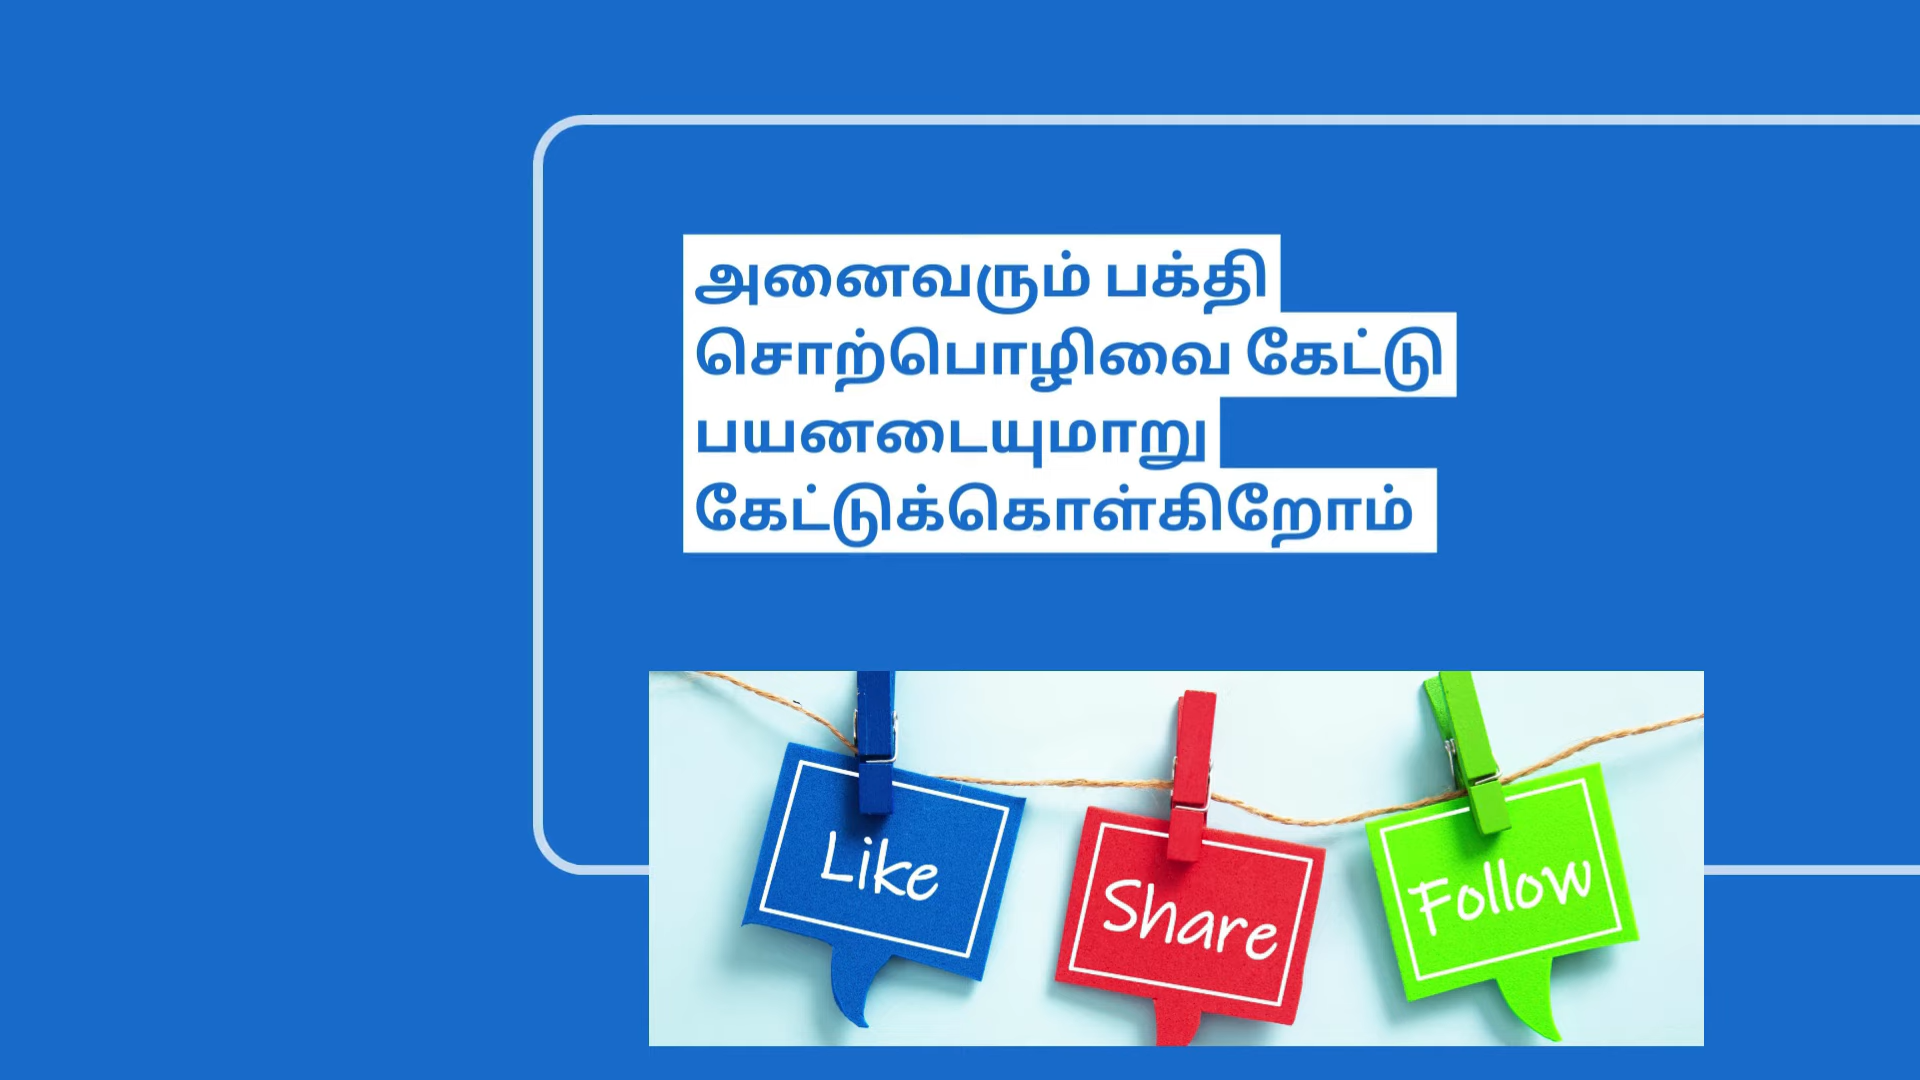 அனைவரும் பக்தி
சொற்பொழிவை கேட்டு
பயனடையுமாறு
கேட்டுக்கொள்கிறோம்
Like
Share
Follow